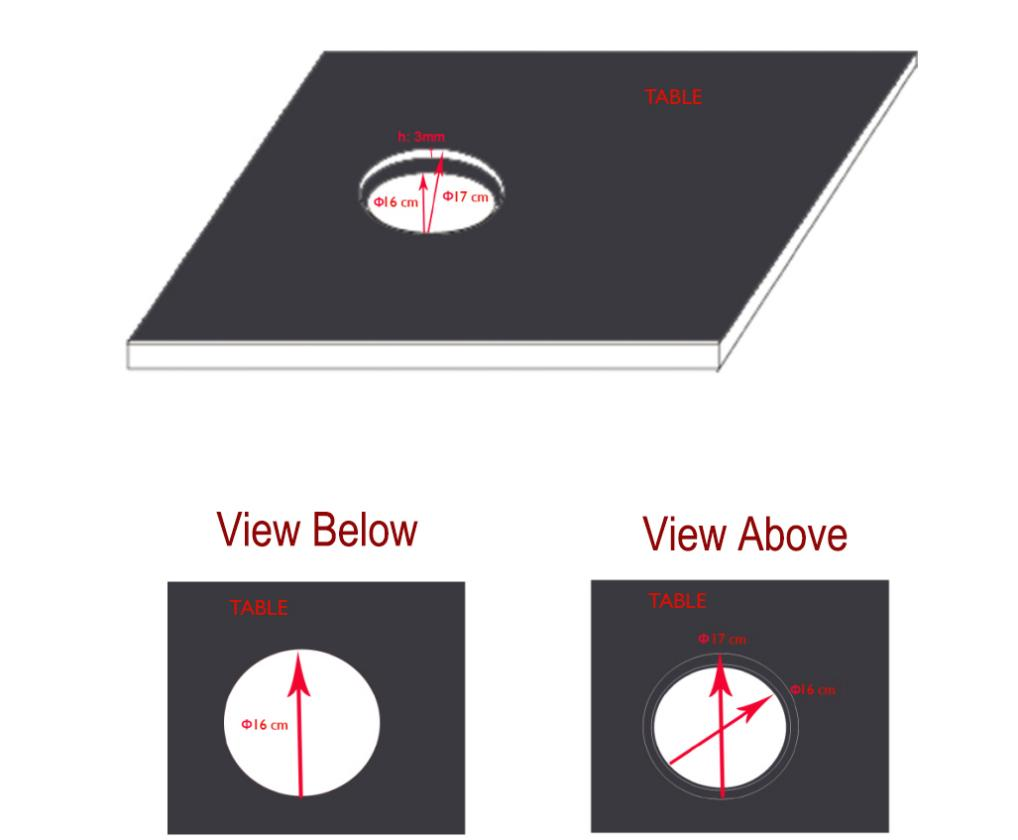 TABLE
h: 3mm
Φ16 cm
Φ17 cm
View Below
View Above
TABLE
Φ16 cm
TABLE
Φ17 cm
Φ16 cm